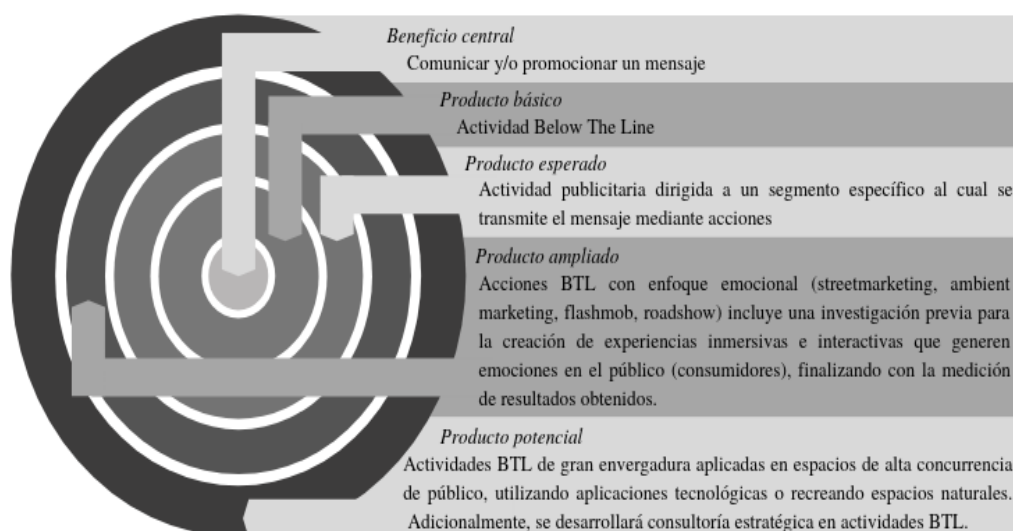 Beneficio central
Comunicar y/o promocionar un mensaje
Producto básico
Actividad Below The Line
Producto esperado
Actividad publicitaria dirigida a un segmento específico al cual se
transmite el mensaje mediante acciones
Producto ampliado
Acciones BTL con enfoque emocional (streetmarketing, ambient
marketing, flashmob, roadshow) incluye una investigación previa para
la creación de experiencias inmersivas e interactivas que generen
emociones en el público (consumidores), finalizando con la medición
de resultados obtenidos.
Producto potencial
Actividades BTL de gran envergadura aplicadas en espacios de alta concurrencia
de público, utilizando aplicaciones tecnológicas o recreando espacios naturales.
Adicionalmente, se desarrollará consultoría estratégica en actividades BTL.